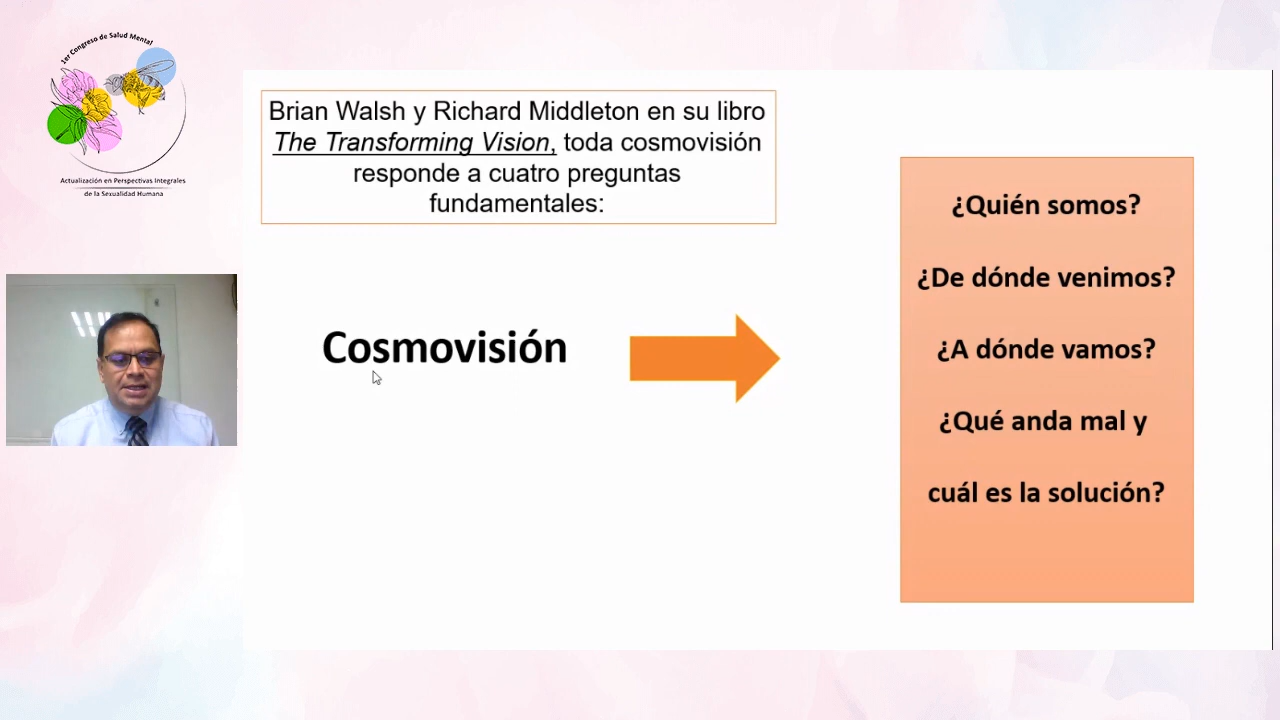 1er Congreso de Salud Mental
Actualización en Perspectivas Integrales
de la Sexualidad Humana
Brian Walsh y Richard Middleton en su libro
The Transforming Vision, toda cosmovisión
responde a cuatro preguntas
fundamentales:
Cosmovisión
¿Quién somos?
¿De dónde venimos?
¿A dónde vamos?
¿Qué anda mal y
cuál es la solución?